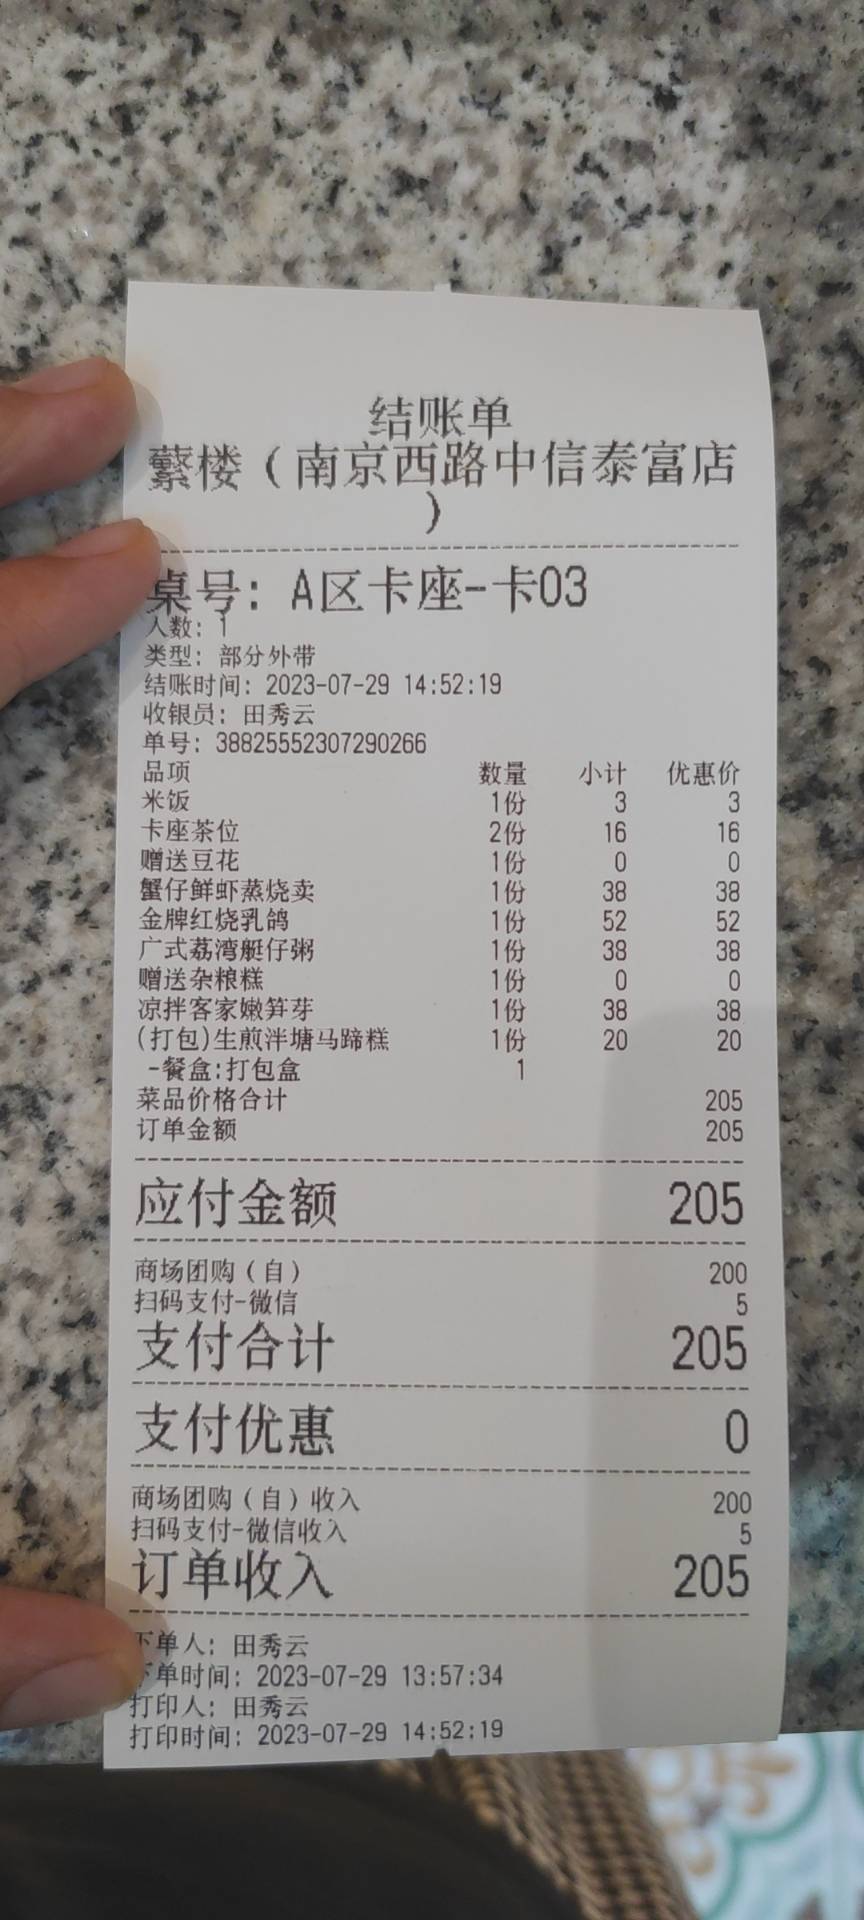 结账单
蘩楼（南京西路中信泰富店
）
桌号: A区卡座-卡03
人数: 1
类型: 部分外带
结账时间: 2023-07-29 14:52:19
收银员: 田秀云
单号: 388255552307290266
品项 数量 小计 优惠价
米饭 1份 3 3
卡座茶位 2份 16 16
赠送豆花 1份 0 0
蟹仔鲜虾蒸烧卖 1份 38 38
金牌红烧乳鸽 1份 52 52
广式荔湾艇仔粥 1份 38 38
赠送杂粮糕 1份 0 0
凉拌客家嫩笋芽 1份 38 38
(打包)生煎泮塘马蹄糕 1份 20 20
-餐盒:打包盒 1
菜品价格合计 205
订单金额 205
应付金额 205
商场团购（自） 200
扫码支付-微信 5
支付合计 205
支付优惠 0
商场团购（自）收入 200
扫码支付-微信收入 5
订单收入 205
下单人: 田秀云
下单时间: 2023-07-29 13:57:34
打印人: 田秀云
打印时间: 2023-07-29 14:52:19